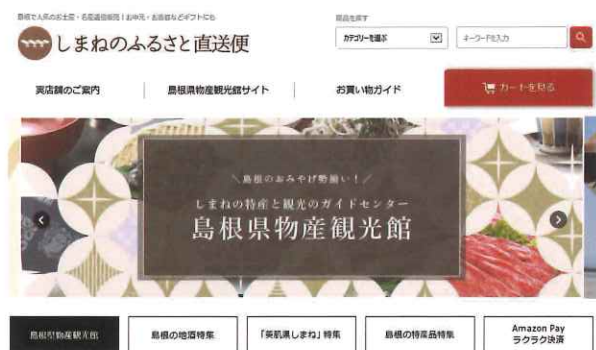 島根で人気のお土産・名産通信販売！お中元・お歳暮などギフトにも
しまねのふるさと直送便
商品を探す
カテゴリーを選ぶ
キーワードを入力
実店舗のご案内
島根県物産観光館サイト
お買い物ガイド
カートを見る
＼島根のおみやげ勢揃い！／
しまねの特産と観光のガイドセンター
島根県物産観光館
島根県物産観光館
島根の地酒特集
「美肌県しまね」特集
島根の特産品特集
Amazon Pay
ラクラク決済